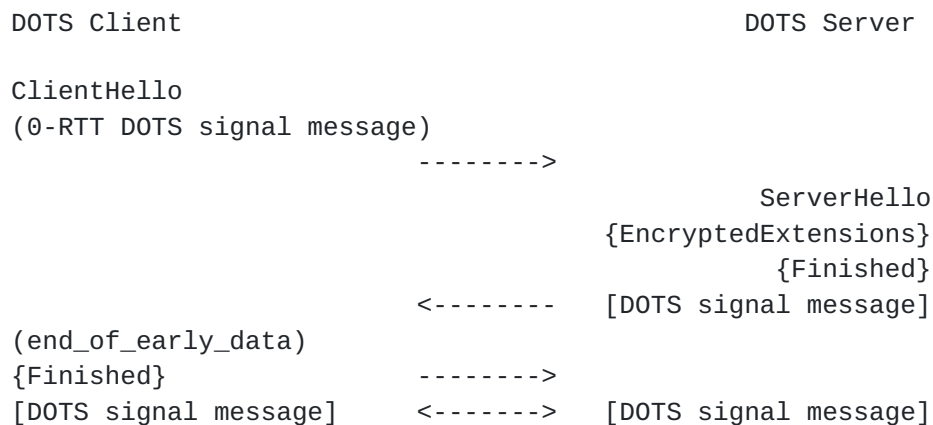 DOTS Client DOTS Server
ClientHello
(0-RTT DOTS signal message)
-------->
ServerHello
{EncryptedExtensions}
{Finished}
<-------- [DOTS signal message]
(end_of_early_data)
{Finished} -------->
[DOTS signal message] <-------> [DOTS signal message]